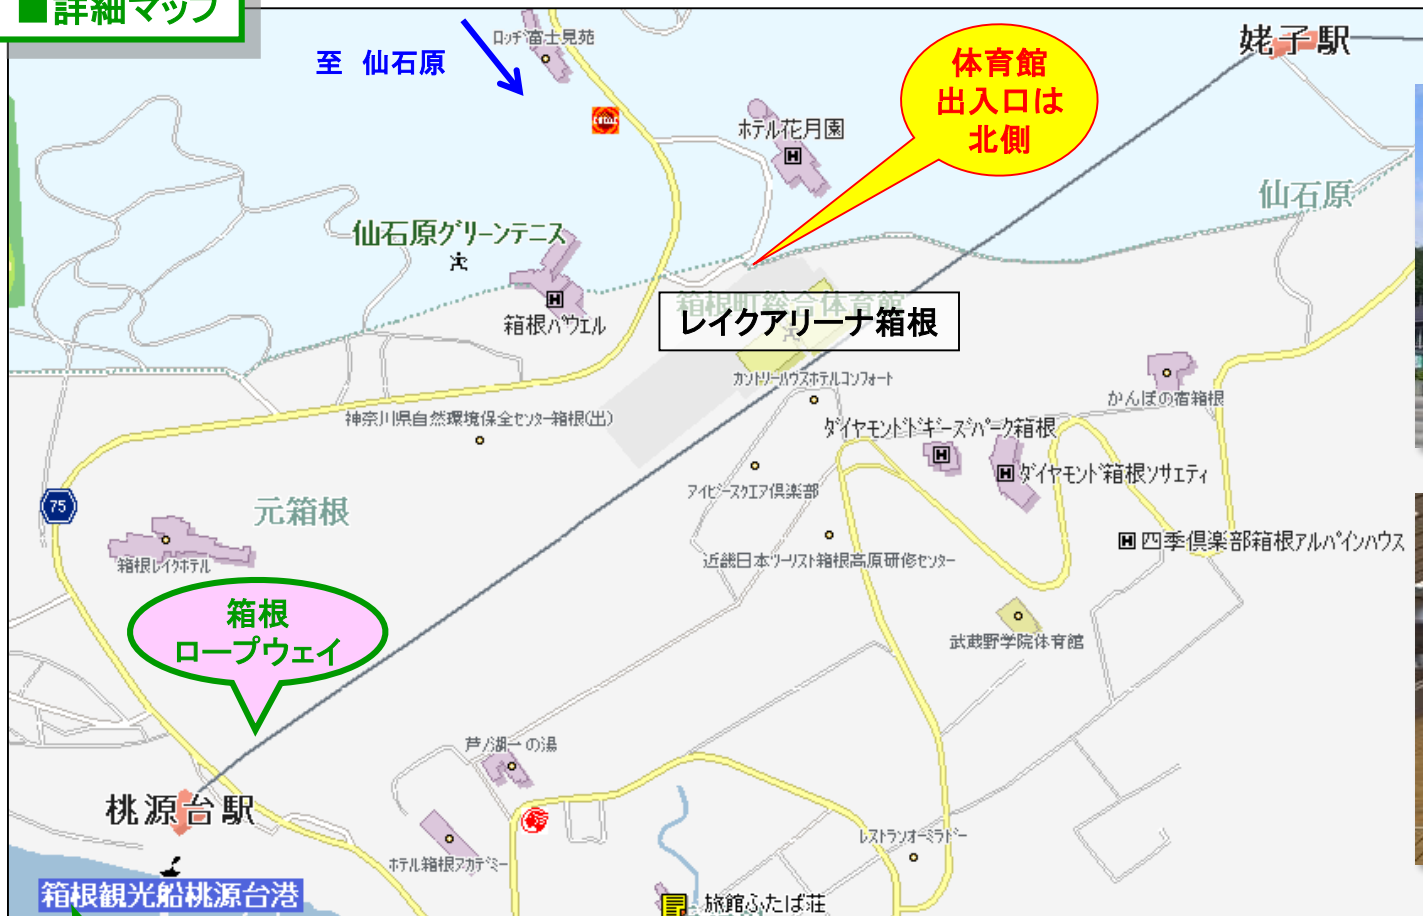 ■詳細マップ
至 仙石原
ロッヂ富士見苑
姥子駅
体育館
出入口は
北側
ホテル花月園
仙石原
仙石原グリーンテニス
箱根町総合体育館
レイクアリーナ箱根
箱根パウエル
カントリーハウスホテルコンフォート
かんぽの宿箱根
神奈川県自然環境保全センター箱根(出)
ダイヤモンドドギーズパーク箱根
ダイヤモンド箱根ソサエティ
アイビースクエア倶楽部
75
元箱根
四季倶楽部箱根アルパインハウス
箱根レイクホテル
近畿日本ツーリスト箱根高原研修センター
箱根
ロープウェイ
武蔵野学院体育館
芦ノ湖一の湯
桃源台駅
レストランオーミラドー
ホテル箱根アカデミー
箱根観光船桃源台港
旅館ふたば荘